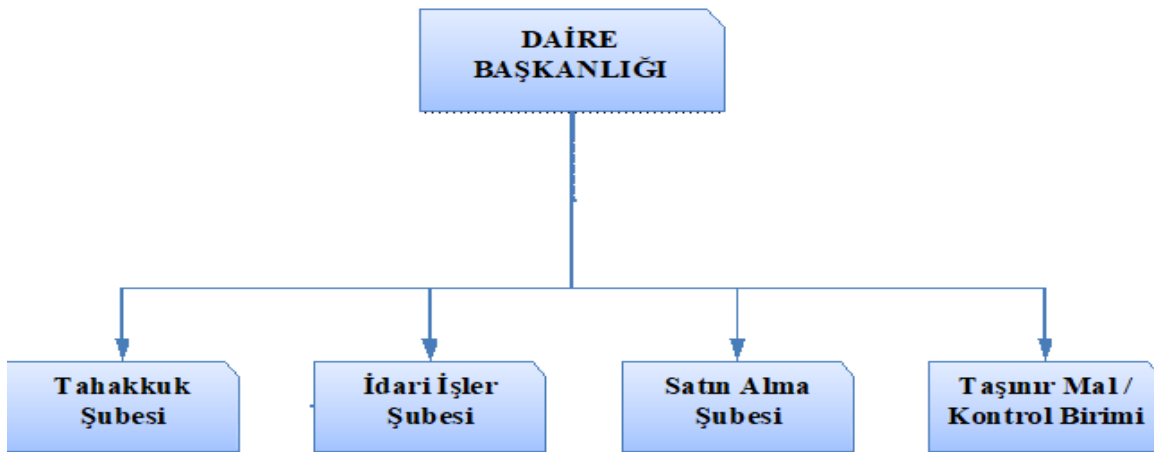 DAİRE
BAŞKANLIĞI
Tahakkuk
Şubesi
İdari İşler
Şubesi
Satın Alma
Şubesi
Taşınır Mal /
Kontrol Birimi